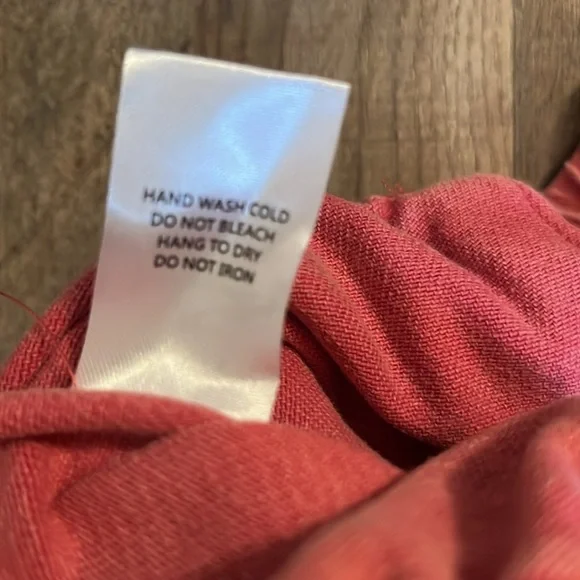 HAND WASH COLD
DO NOT BLEACH
HANG TO DRY
DO NOT IRON